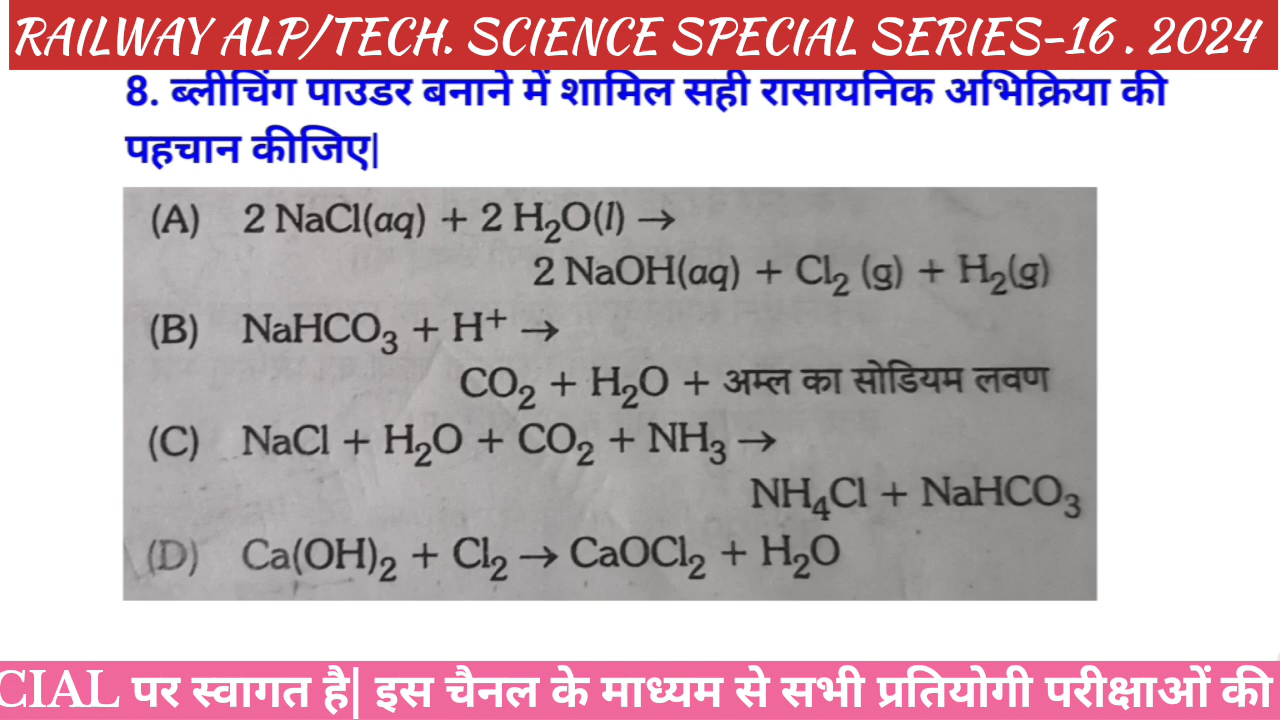 RAILWAY ALP/TECH. SCIENCE SPECIAL SERIES-16 . 2024
8. ब्लीचिंग पाउडर बनाने में शामिल सही रासायनिक अभिक्रिया की
पहचान कीजिए|
(A) 2 NaCl(aq) + 2 H₂O(l) →
2 NaOH(aq) + Cl₂ (g) + H₂(g)
(B) NaHCO₃ + H⁺ →
CO₂ + H₂O + अम्ल का सोडियम लवण
(C) NaCl + H₂O + CO₂ + NH₃ →
NH₄Cl + NaHCO₃
(D) Ca(OH)₂ + Cl₂ → CaOCl₂ + H₂O
CIAL पर स्वागत है| इस चैनल के माध्यम से सभी प्रतियोगी परीक्षाओं की